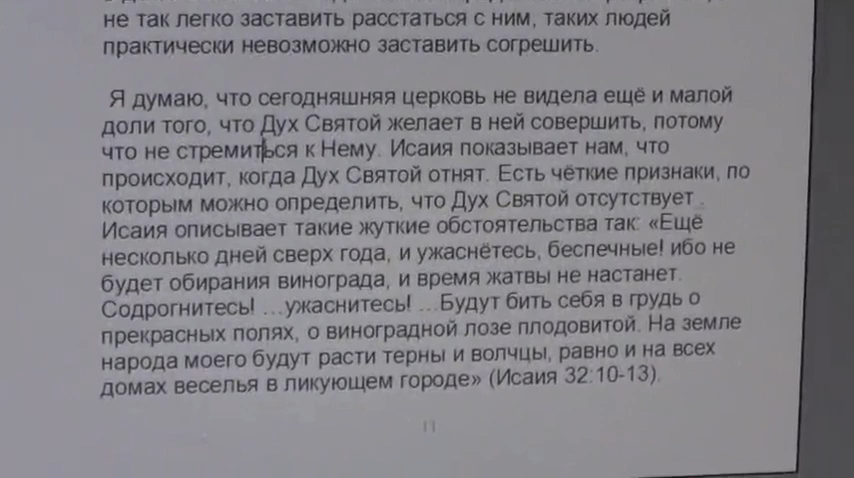 не так легко заставить расстаться с ним, таких людей
практически невозможно заставить согрешить.
Я думаю, что сегодняшняя церковь не видела ещё и малой
доли того, что Дух Святой желает в ней совершить, потому
что не стремиться к Нему. Исаия показывает нам, что
происходит, когда Дух Святой отнят. Есть чёткие признаки, по
которым можно определить, что Дух Святой отсутствует .
Исаия описывает такие жуткие обстоятельства так: «Ещё
несколько дней сверх года, и ужаснётесь, беспечные! ибо не
будет обирания винограда, и время жатвы не настанет.
Содрогнитесь! …ужаснитесь! …Будут бить себя в грудь о
прекрасных полях, о виноградной лозе плодовитой. На земле
народа моего будут расти терны и волчцы, равно и на всех
домах веселья в ликующем городе» (Исаия 32:10-13).
11